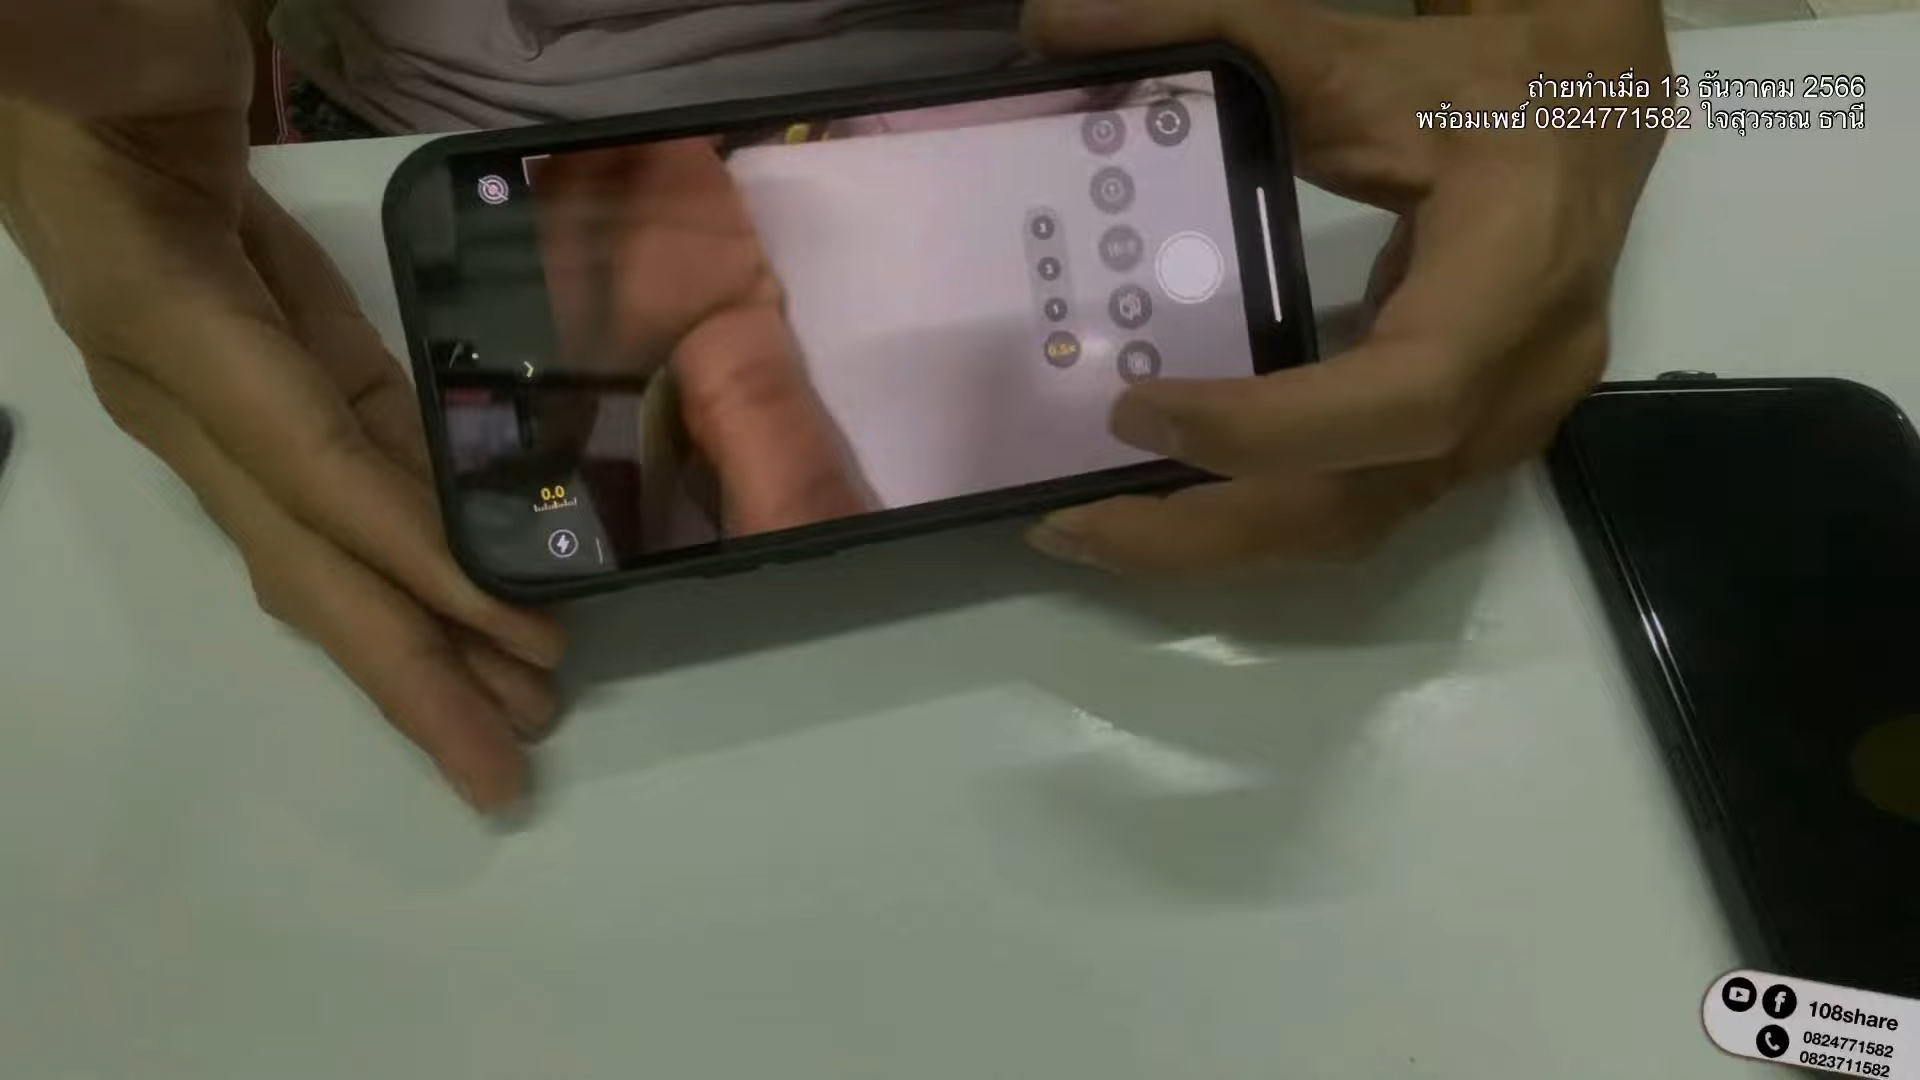 ถ่ายทำเมื่อ 13 ธันวาคม 2566
พร้อมเพย์ 0824771582 ใจสุวรรณ ธานี
0.5×
0.0
108share
0824771582
0823711582